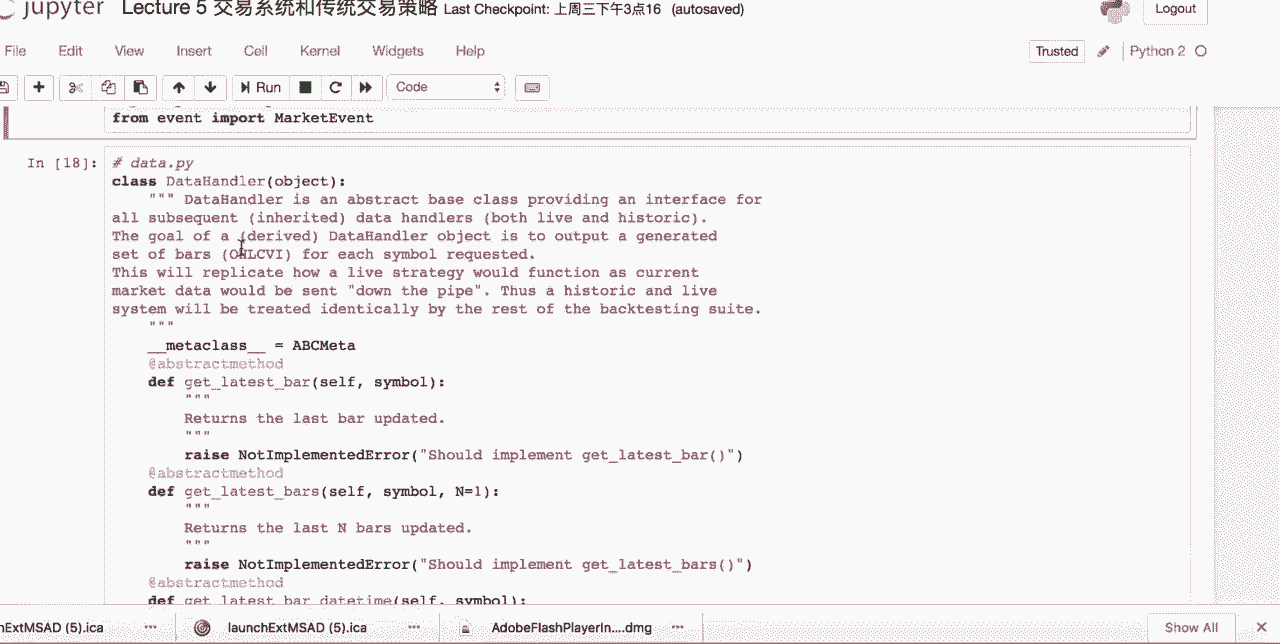 jupyter Lecture 5 交易系统和传统交易策略 Last Checkpoint: 上周三下午3点16 (autosaved)
Logout
File Edit View Insert Cell Kernel Widgets Help
Trusted Python 2
Run Code
from event import MarketEvent
In [18]: # data.py
class DataHandler(object):
""" DataHandler is an abstract base class providing an interface for
all subsequent (inherited) data handlers (both live and historic).
The goal of a (derived) DataHandler object is to output a generated
set of bars (OHLCVI) for each symbol requested.
This will replicate how a live strategy would function as current
market data would be sent "down the pipe". Thus a historic and live
system will be treated identically by the rest of the backtesting suite.
"""
__metaclass__ = ABCMeta
@abstractmethod
def get_latest_bar(self, symbol):
"""
Returns the last bar updated.
"""
raise NotImplementedError("Should implement get_latest_bar()")
@abstractmethod
def get_latest_bars(self, symbol, N=1):
"""
Returns the last N bars updated.
"""
raise NotImplementedError("Should implement get_latest_bars()")
@abstractmethod
def get_latest_bar_datetime(self, symbol):
hExtMSAD (5).ica ... launchExtMSAD (5).ica ... AdobeFlashPlayerIn....dmg ... Show All